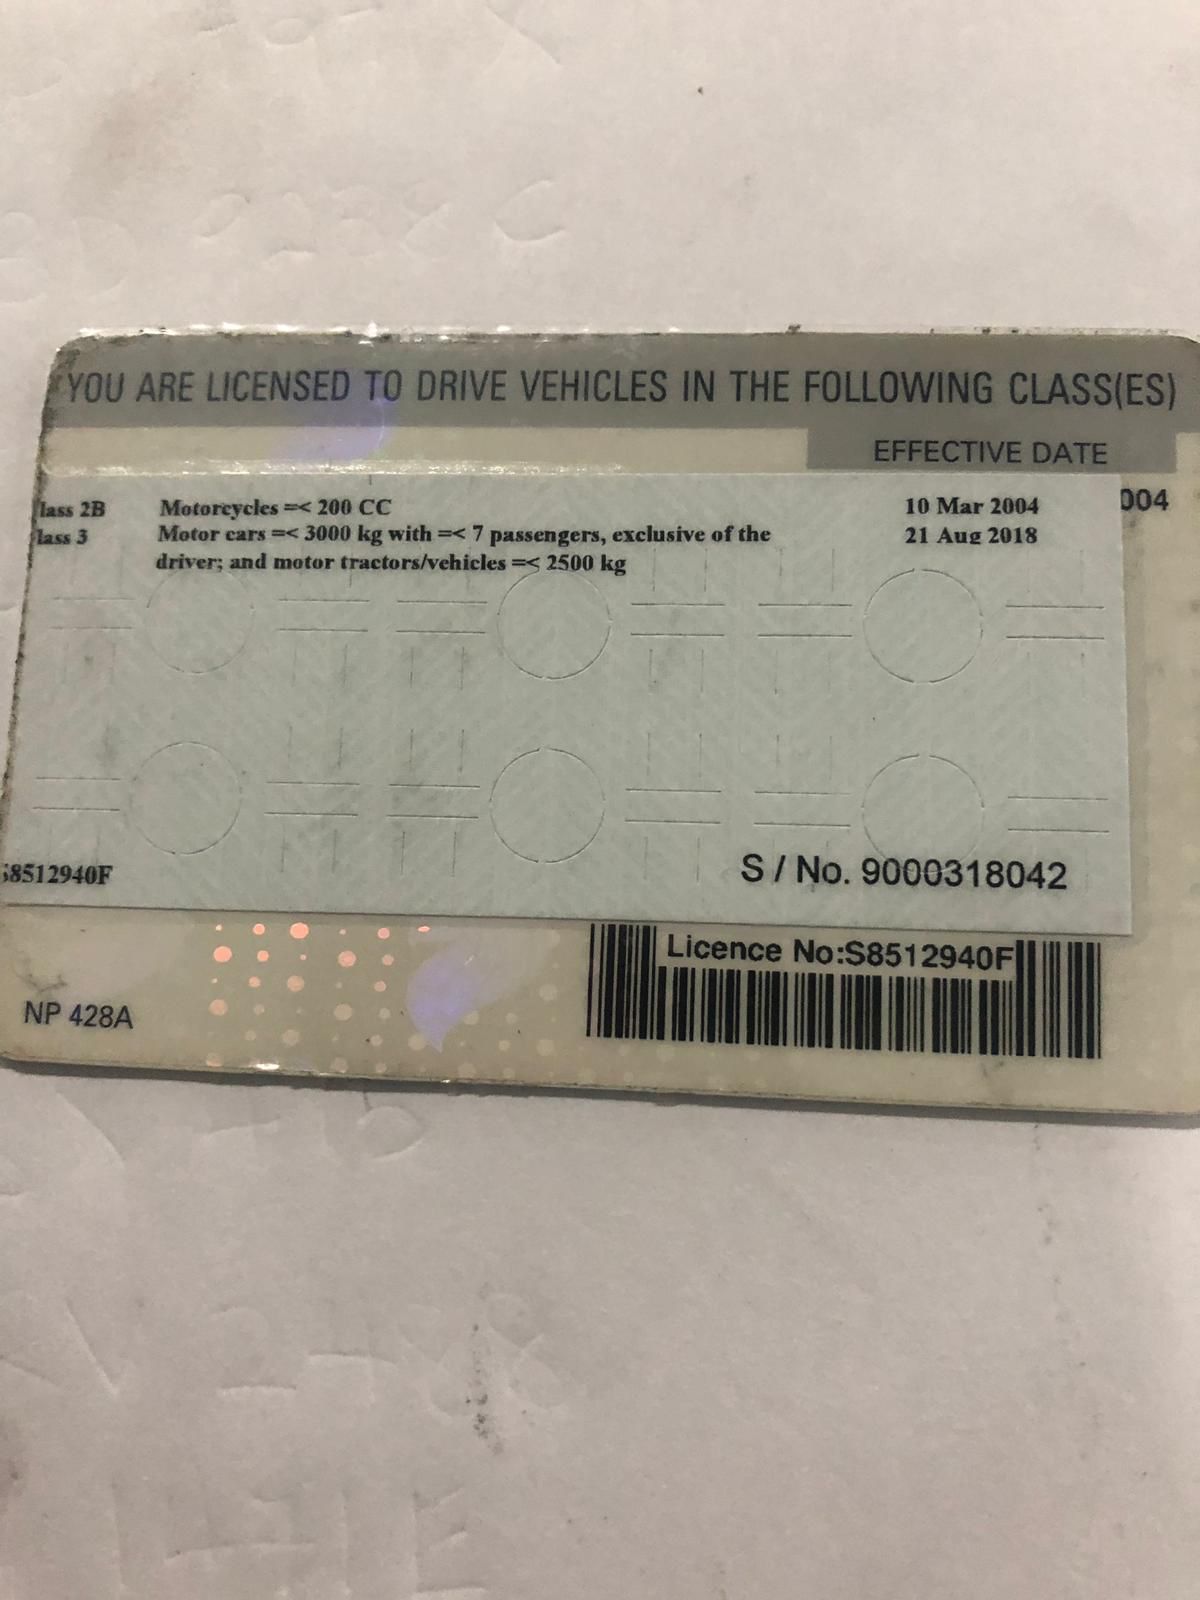 YOU ARE LICENSED TO DRIVE VEHICLES IN THE FOLLOWING CLASS(ES)
EFFECTIVE DATE
004
lass 2B Motorcycles =< 200 CC 10 Mar 2004
lass 3 Motor cars =< 3000 kg with =< 7 passengers, exclusive of the 21 Aug 2018
driver; and motor tractors/vehicles =< 2500 kg
S8512940F S / No. 9000318042
Licence No:S8512940F
NP 428A